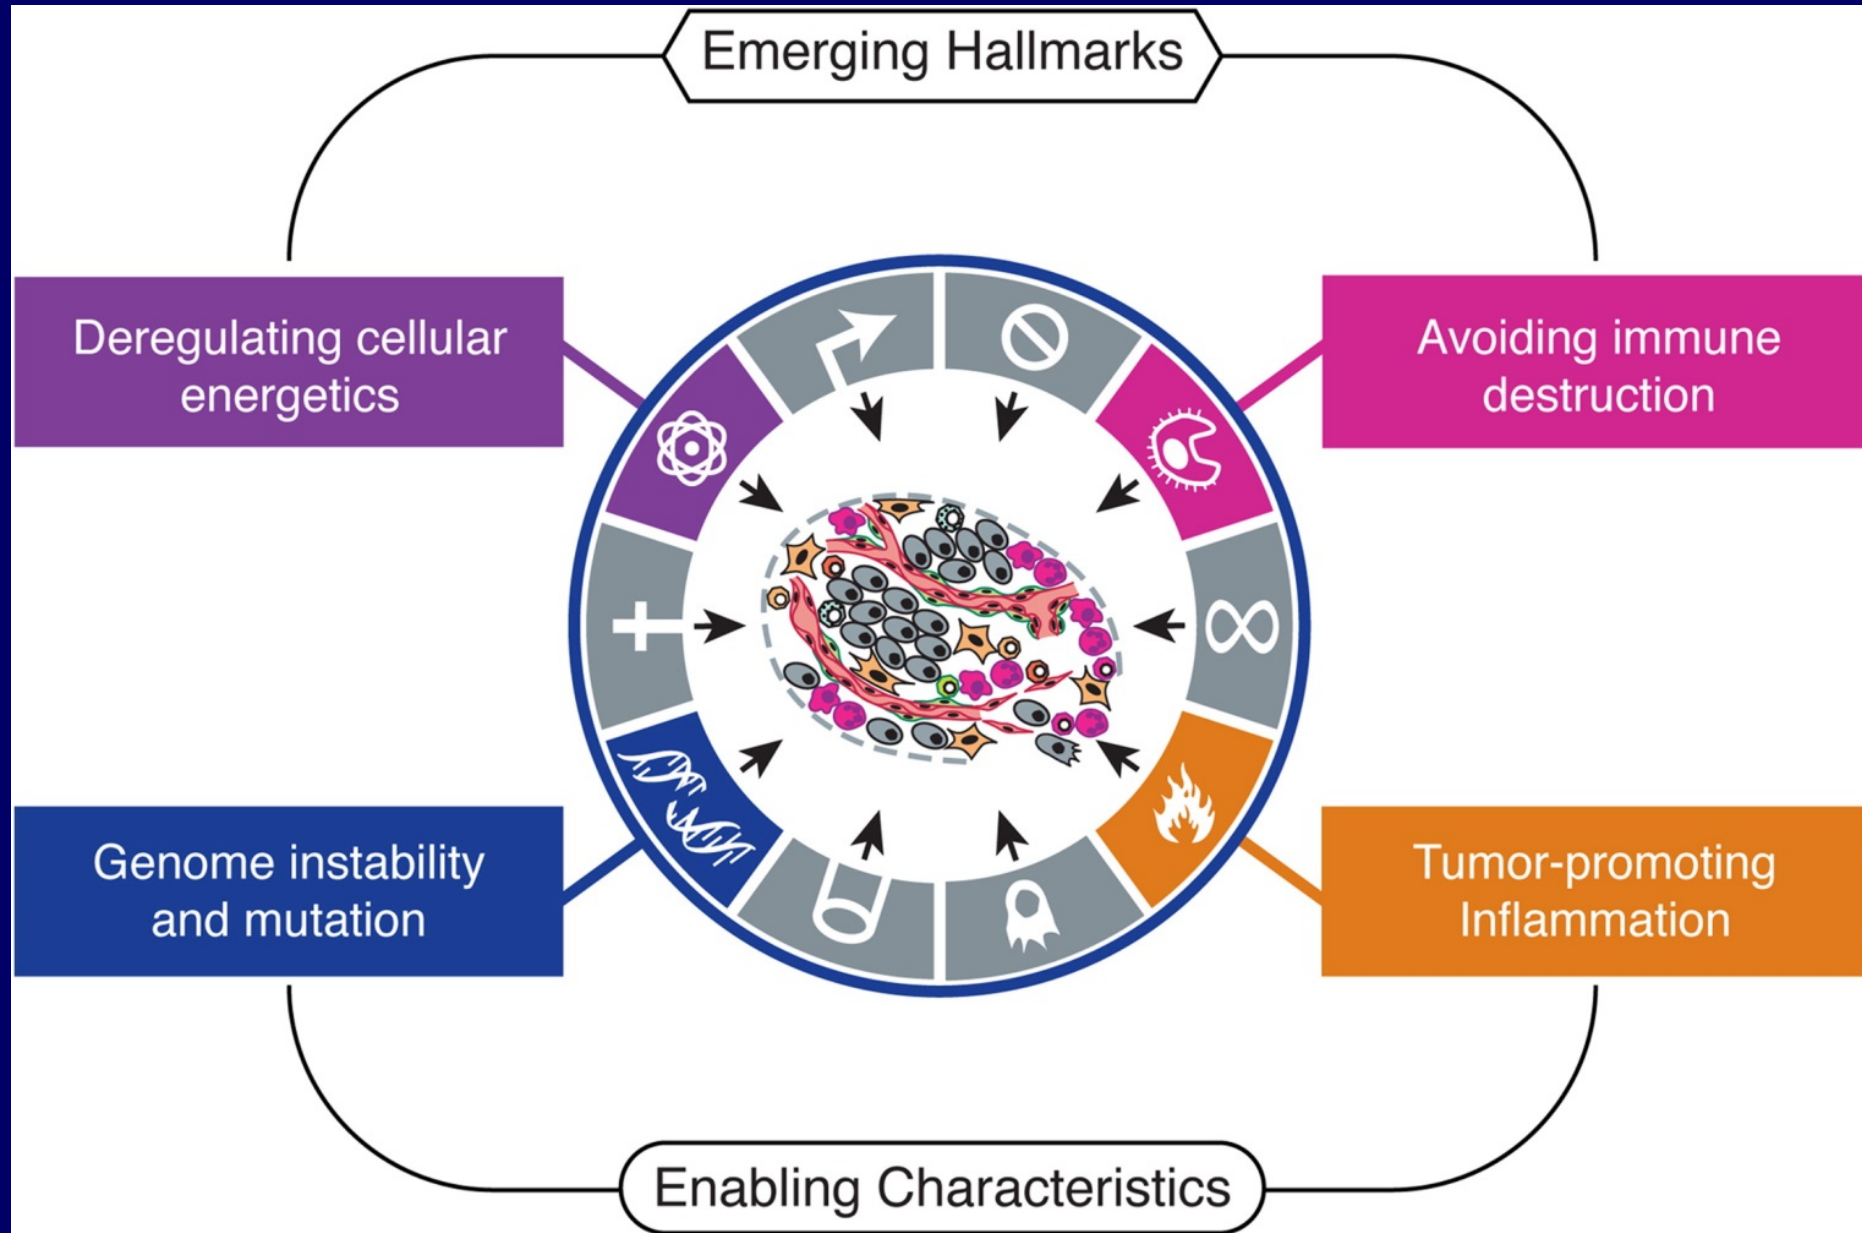 Emerging Hallmarks
Deregulating cellular
energetics
Avoiding immune
destruction
Genome instability
and mutation
Tumor-promoting
Inflammation
Enabling Characteristics